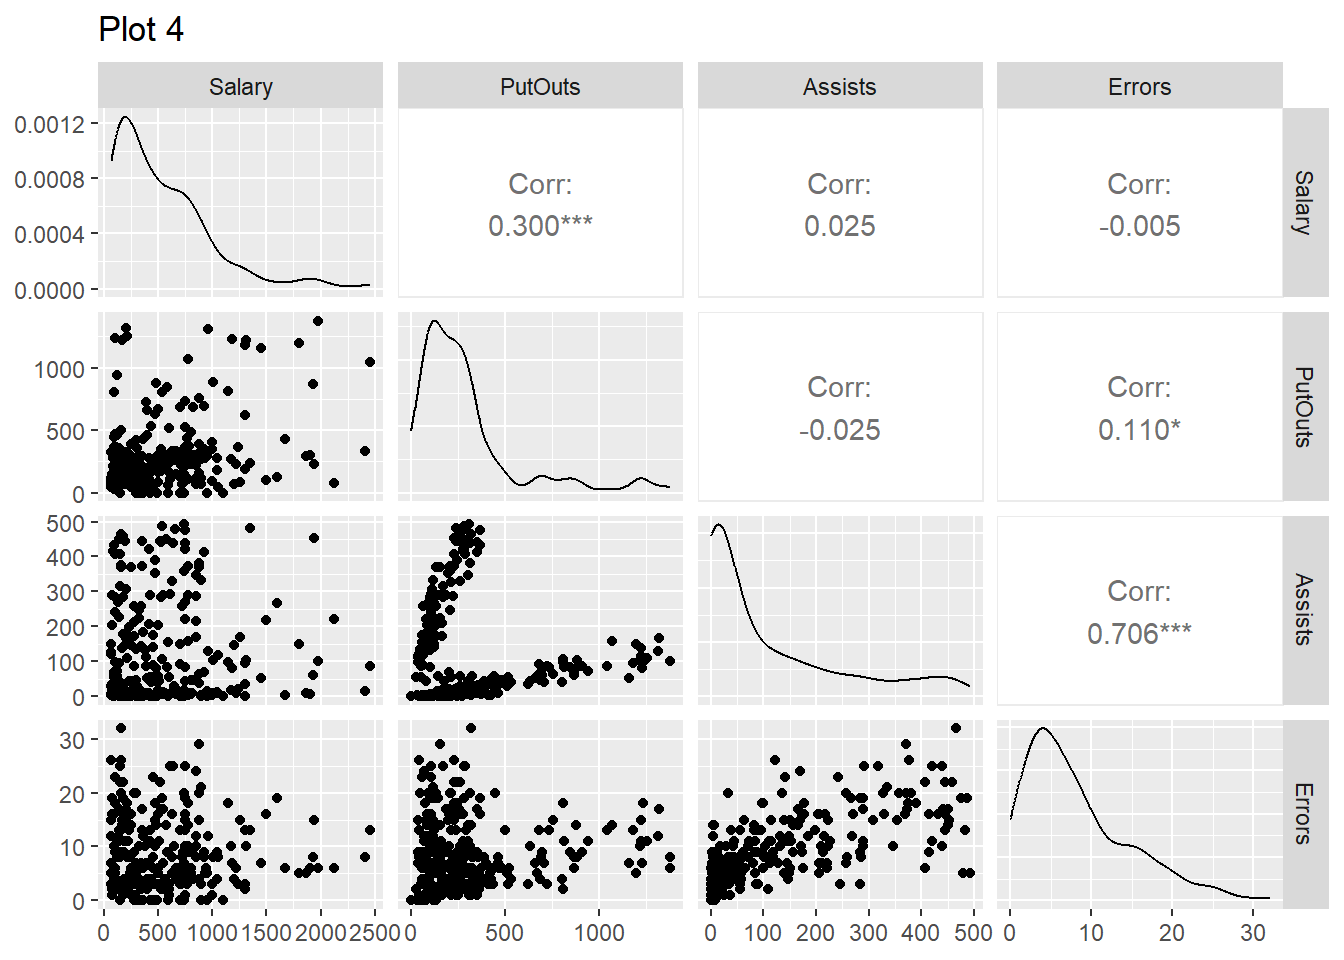 Plot 4
Salary PutOuts Assists Errors
0.0012
0.0008
0.0004
0.0000
Corr:
0.300***
Corr:
0.025
Corr:
-0.005
Salary
1000
500
0
Corr:
-0.025
Corr:
0.110*
PutOuts
500
400
300
200
100
0
Corr:
0.706***
Assists
30
20
10
0
Errors
0 500 1000 1500 2000 2500 0 500 1000 0 100 200 300 400 500 0 10 20 30